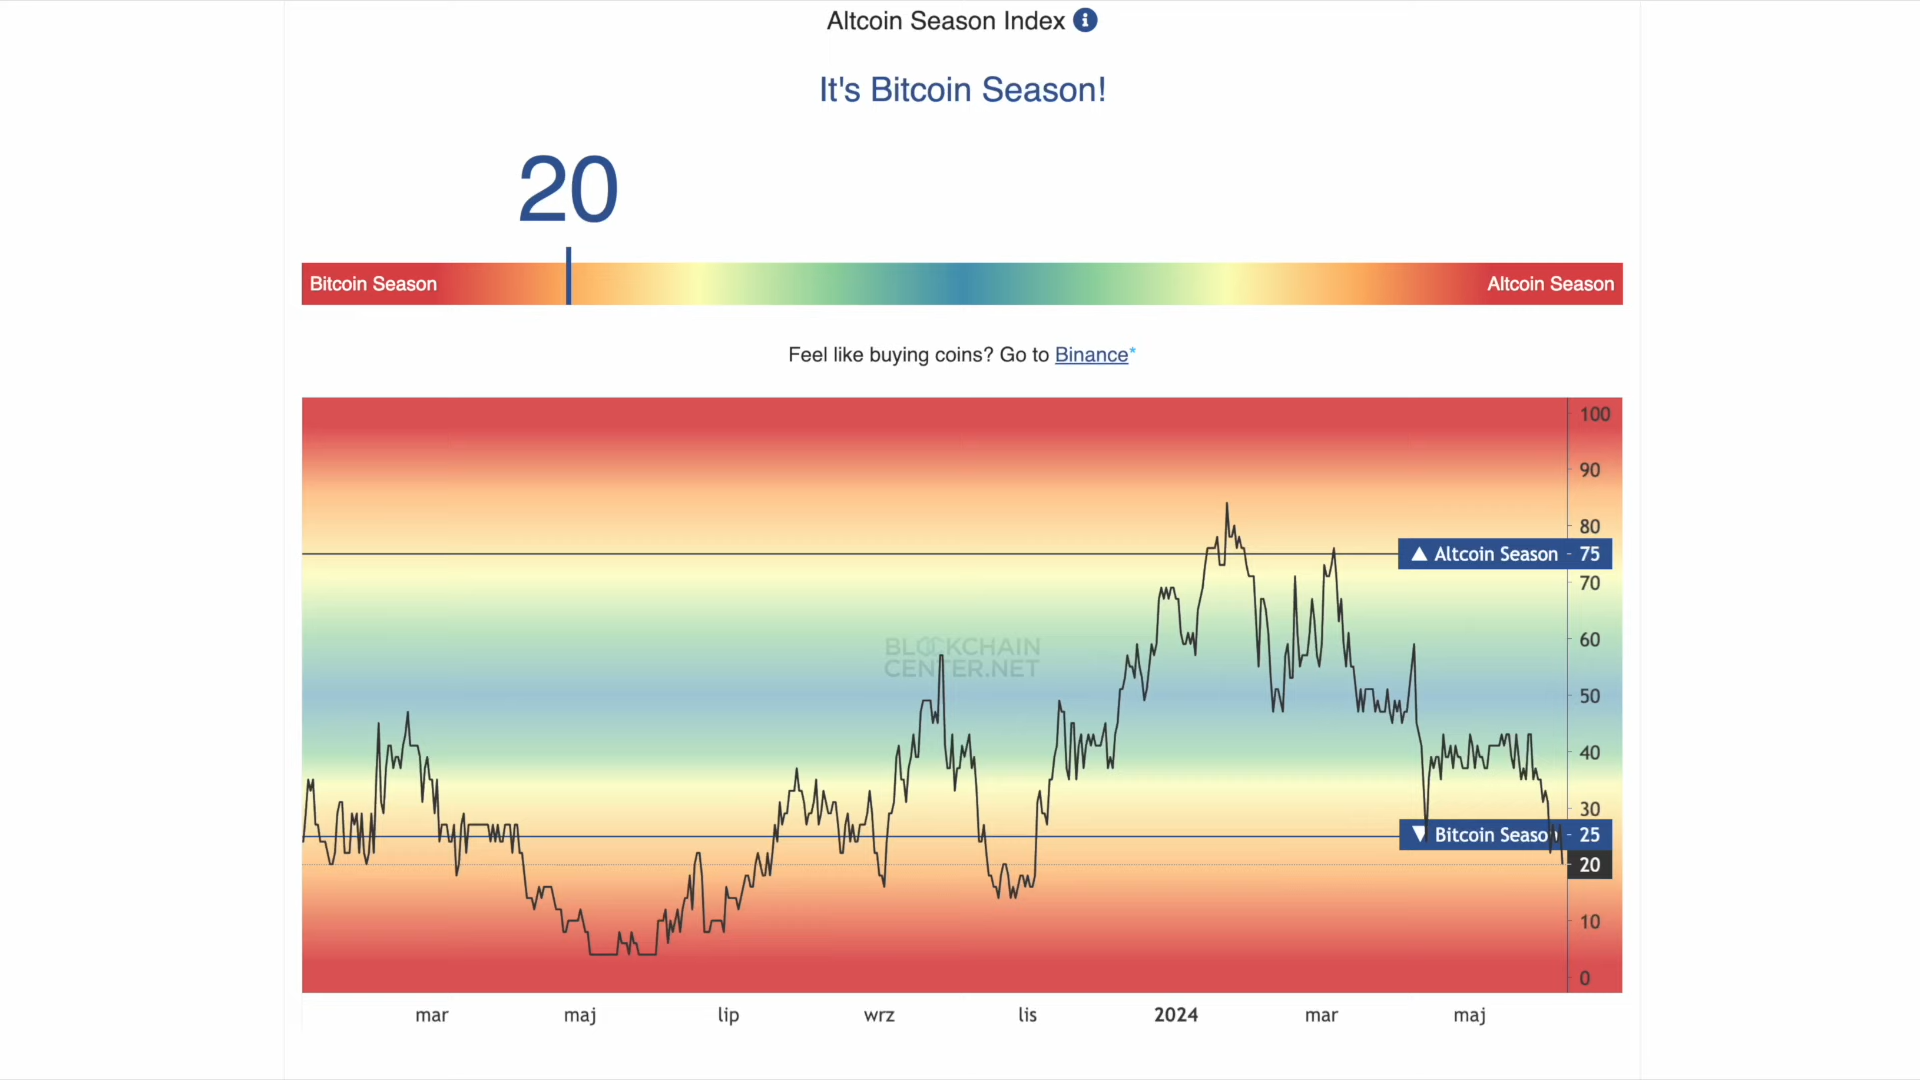 Altcoin Season Index
It's Bitcoin Season!
20
Bitcoin Season
Altcoin Season
Feel like buying coins? Go to Binance*
100
90
80
▲ Altcoin Season 75
70
BLOCKCHAIN
CENTER.NET
60
50
40
30
▼ Bitcoin Season 25
20
10
0
mar
maj
lip
wrz
lis
2024
mar
maj